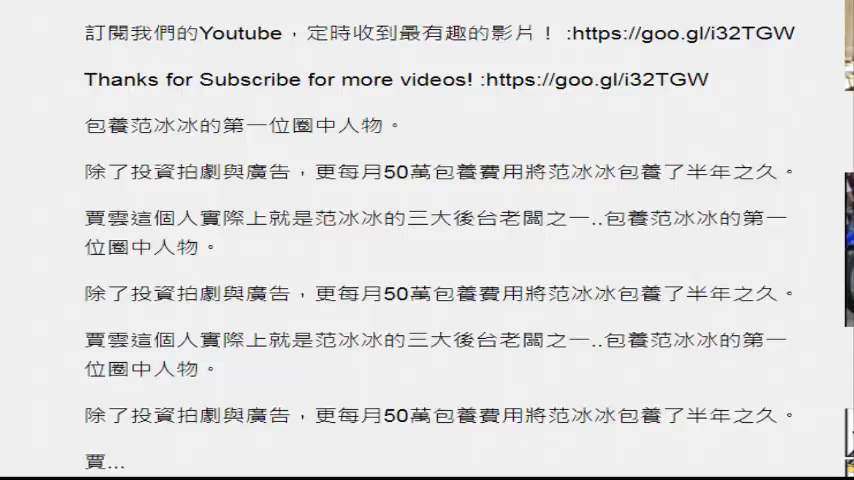 訂閱我們的Youtube，定時收到最有趣的影片！ :https://goo.gl/i32TGW
Thanks for Subscribe for more videos! :https://goo.gl/i32TGW
包養范冰冰的第一位圈中人物。
除了投資拍劇與廣告，更每月50萬包養費用將范冰冰包養了半年之久。
賈雲這個人實際上就是范冰冰的三大後台老闆之一..包養范冰冰的第一
位圈中人物。
除了投資拍劇與廣告，更每月50萬包養費用將范冰冰包養了半年之久。
賈雲這個人實際上就是范冰冰的三大後台老闆之一..包養范冰冰的第一
位圈中人物。
除了投資拍劇與廣告，更每月50萬包養費用將范冰冰包養了半年之久。
賈...